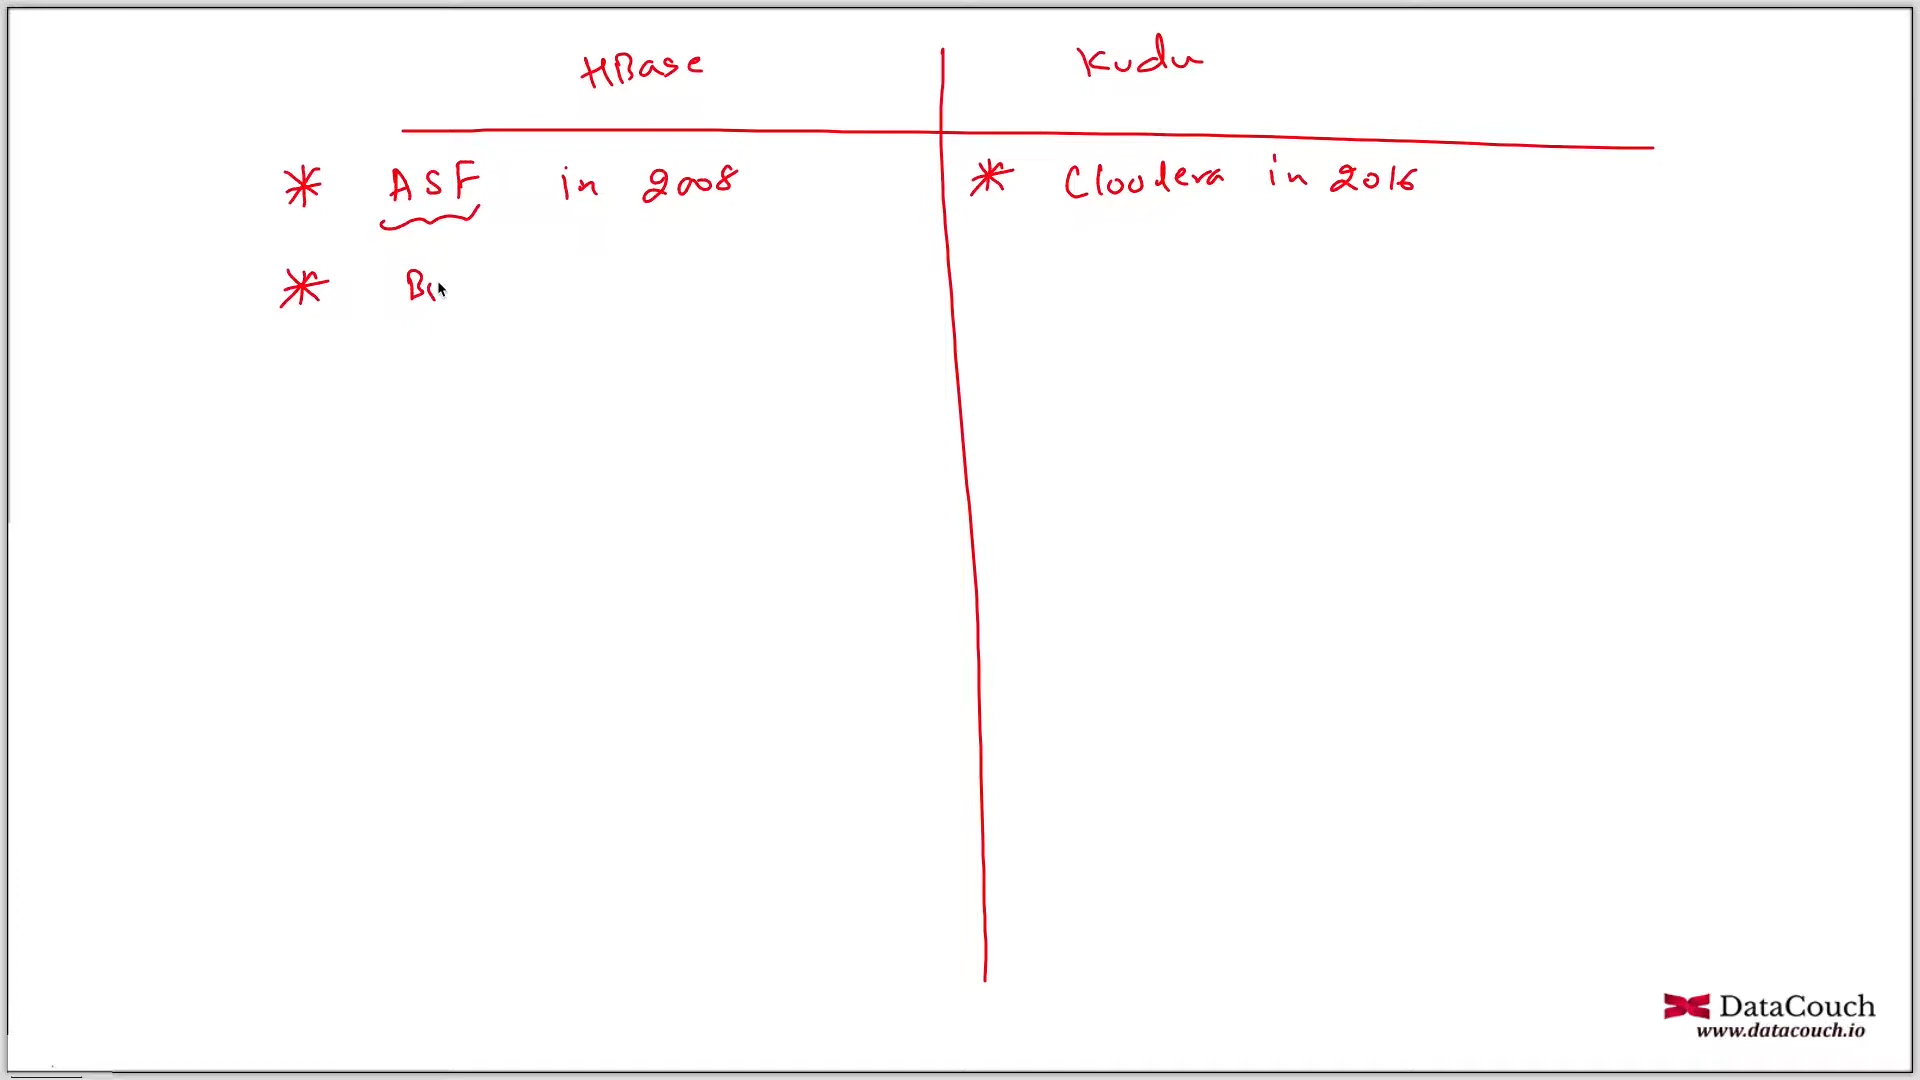 HBase
Kudu
* ASF in 2008
* Cloudera in 2016
*
DataCouch
www.datacouch.io